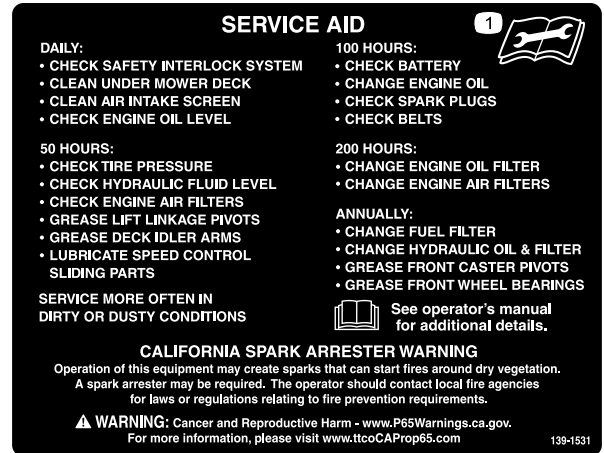 SERVICE AID
1
DAILY:
• CHECK SAFETY INTERLOCK SYSTEM
• CLEAN UNDER MOWER DECK
• CLEAN AIR INTAKE SCREEN
• CHECK ENGINE OIL LEVEL
50 HOURS:
• CHECK TIRE PRESSURE
• CHECK HYDRAULIC FLUID LEVEL
• CHECK ENGINE AIR FILTERS
• GREASE LIFT LINKAGE PIVOTS
• GREASE DECK IDLER ARMS
• LUBRICATE SPEED CONTROL
SLIDING PARTS
SERVICE MORE OFTEN IN
DIRTY OR DUSTY CONDITIONS
100 HOURS:
• CHECK BATTERY
• CHANGE ENGINE OIL
• CHECK SPARK PLUGS
• CHECK BELTS
200 HOURS:
• CHANGE ENGINE OIL FILTER
• CHANGE ENGINE AIR FILTERS
ANNUALLY:
• CHANGE FUEL FILTER
• CHANGE HYDRAULIC OIL & FILTER
• GREASE FRONT CASTER PIVOTS
• GREASE FRONT WHEEL BEARINGS
See operator's manual
for additional details.
CALIFORNIA SPARK ARRESTER WARNING
Operation of this equipment may create sparks that can start fires around dry vegetation.
A spark arrester may be required. The operator should contact local fire agencies
for laws or regulations relating to fire prevention requirements.
WARNING: Cancer and Reproductive Harm - www.P65Warnings.ca.gov.
For more information, please visit www.ttcoCAProp65.com
139-1531